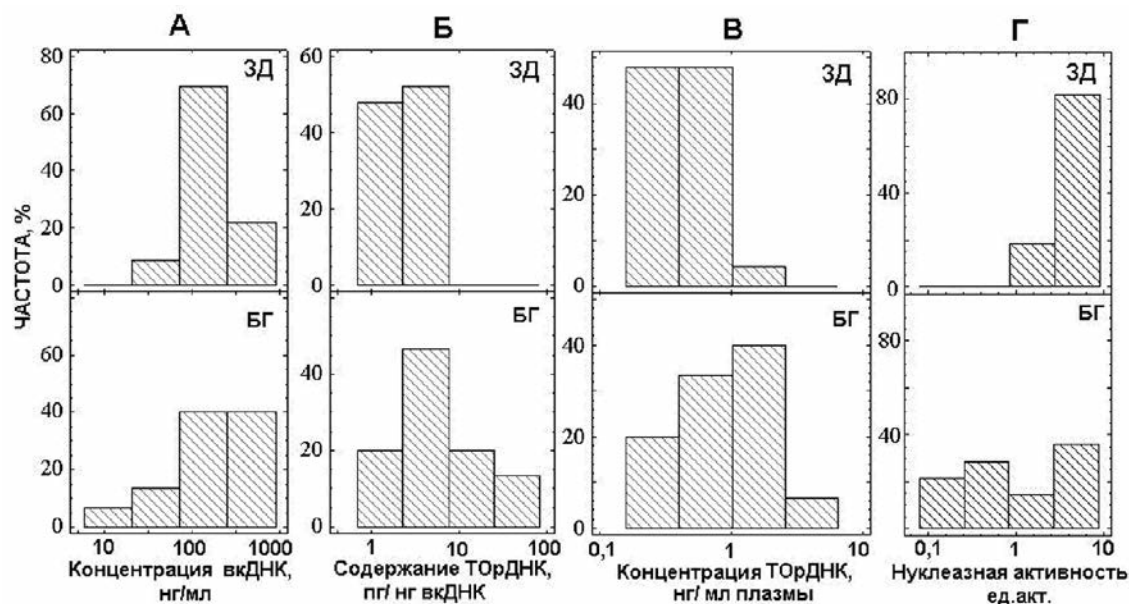 А
Б
В
Г
ЧАСТОТА, %
ЗД
80
60
40
20
0
ЗД
60
50
40
30
20
10
0
ЗД
40
20
0
ЗД
80
40
0
БГ
60
40
20
0
БГ
40
20
0
БГ
40
20
0
БГ
80
40
10 100 1000
1 10 100
0,1 1 10
0,1 1 10
Концентрация вкДНК,
нг/мл
Содержание ТОрДНК,
пг/ нг вкДНК
Концентрация ТОрДНК,
нг/ мл плазмы
Нуклеазная активность
ед.акт.